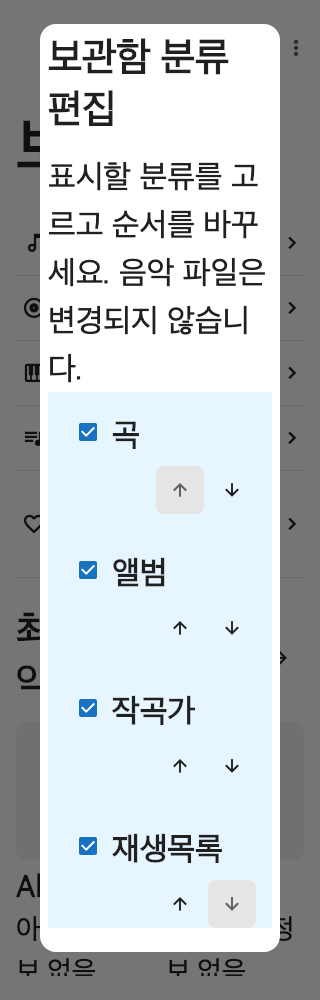 보관함 분류
편집
표시할 분류를 고
르고 순서를 바꾸
세요. 음악 파일은
변경되지 않습니
다.
곡
앨범
작곡가
재생목록